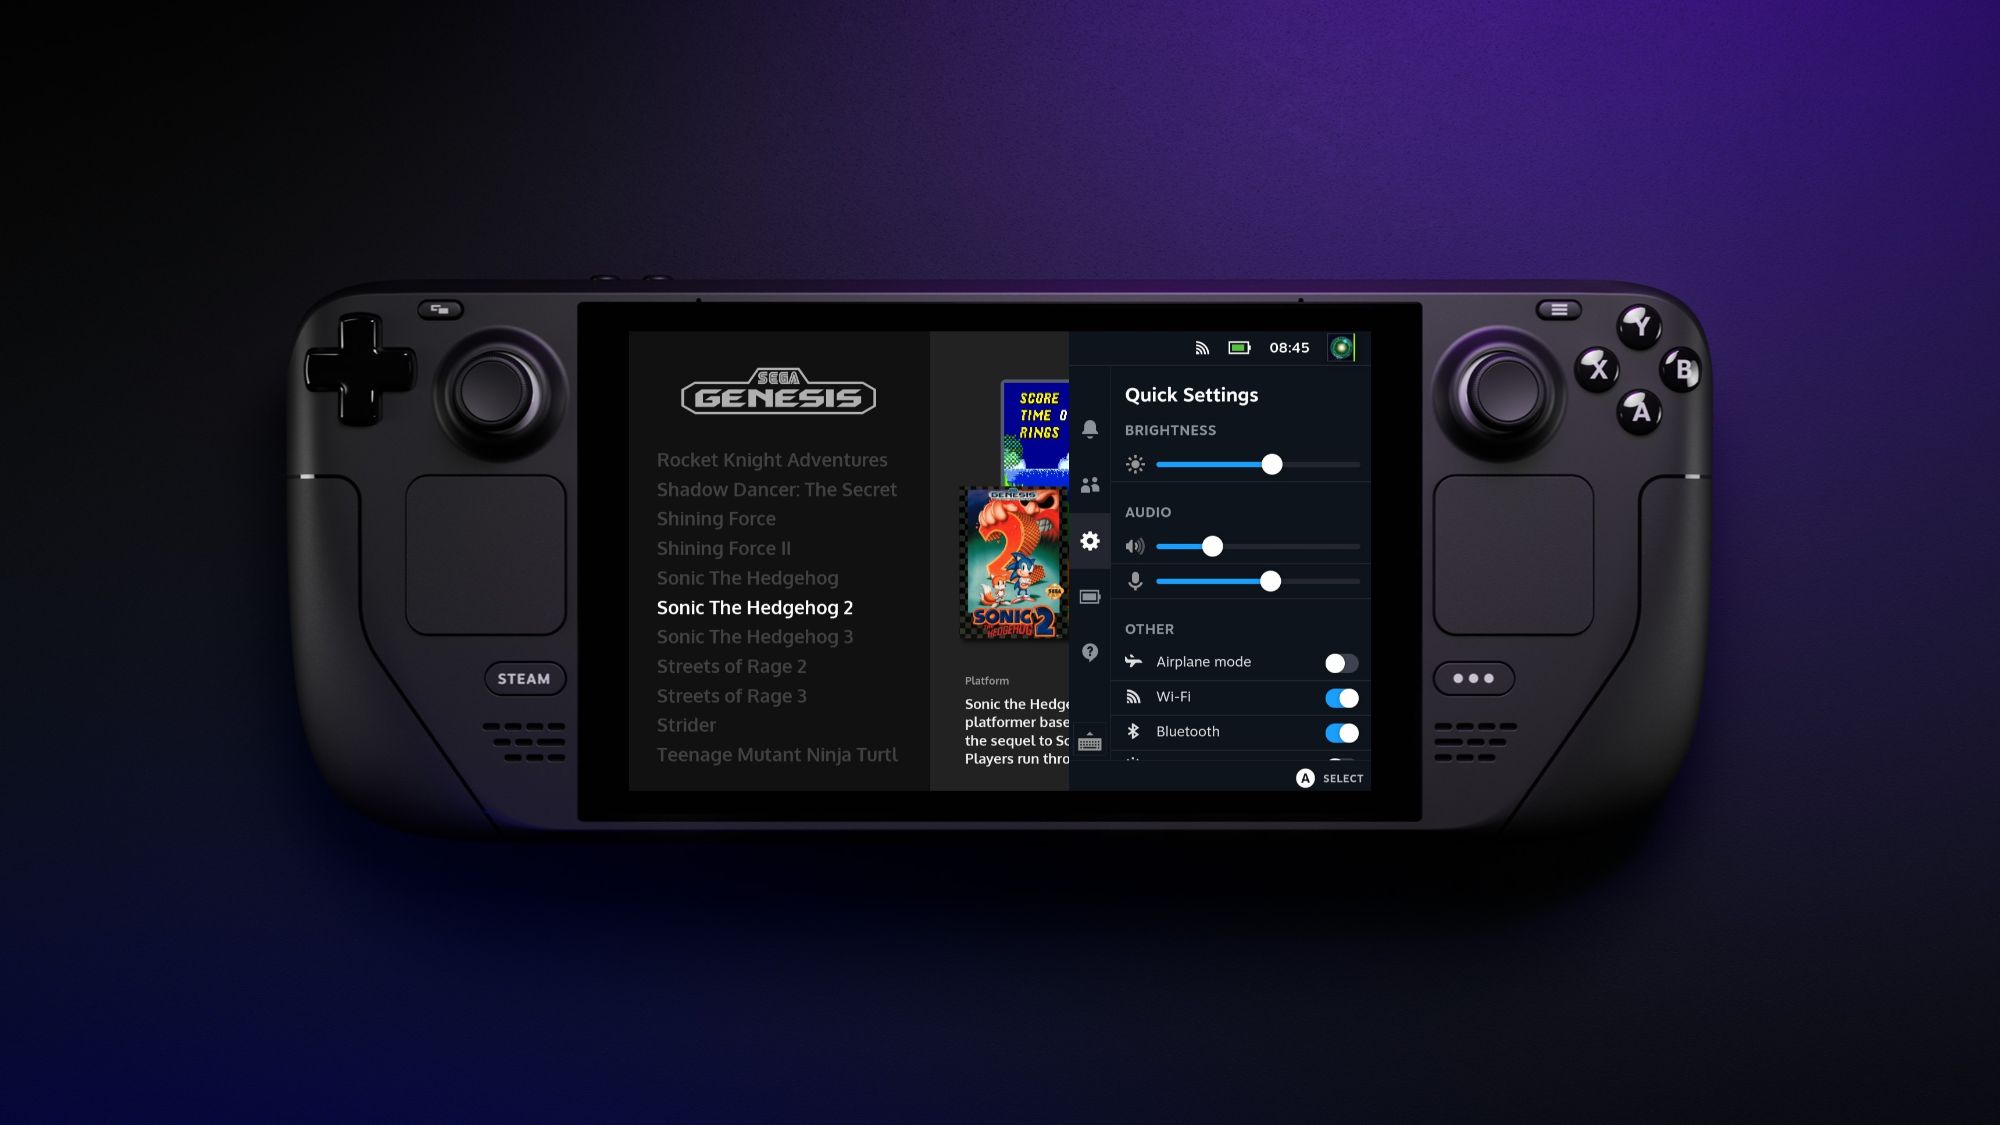 SEGA
GENESIS
Rocket Knight Adventures
Shadow Dancer: The Secret
Shining Force
Shining Force II
Sonic The Hedgehog
Sonic The Hedgehog 2
Sonic The Hedgehog 3
Streets of Rage 2
Streets of Rage 3
Strider
Teenage Mutant Ninja Turtl
SCORE
TIME 0
RINGS
GENESIS
2
SEGA
SONIC
THE HEDGEHOG 2
Platform
Sonic the Hedge
platformer base
the sequel to So
Players run thro
08:45
Quick Settings
BRIGHTNESS
AUDIO
OTHER
Airplane mode
Wi-Fi
Bluetooth
A SELECT
STEAM
Y
X
B
A